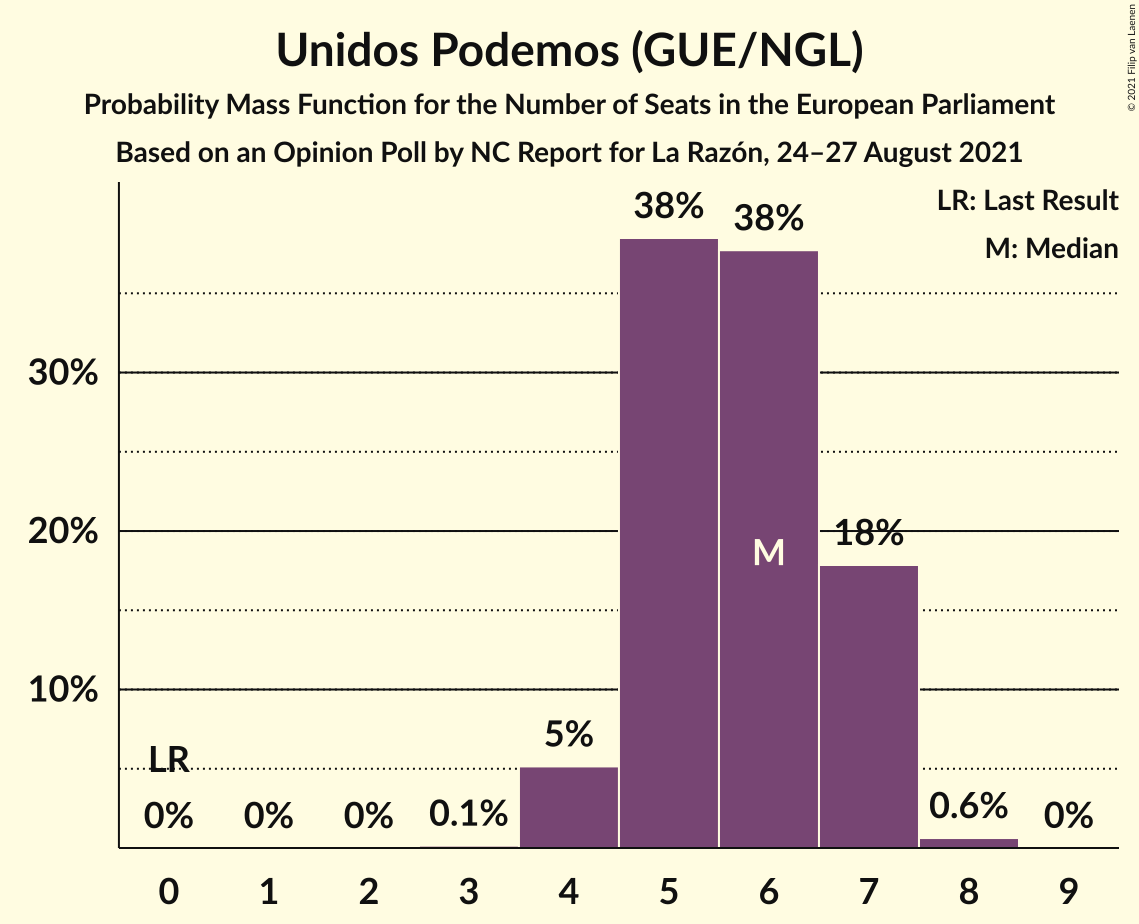 Unidos Podemos (GUE/NGL)
Probability Mass Function for the Number of Seats in the European Parliament
Based on an Opinion Poll by NC Report for La Razón, 24–27 August 2021
© 2021 Filip van Laenen
LR: Last Result
M: Median
38%
38%
30%
20%
18%
M
10%
5%
LR
0%
0%
0%
0.1%
0.6%
0%
0
1
2
3
4
5
6
7
8
9